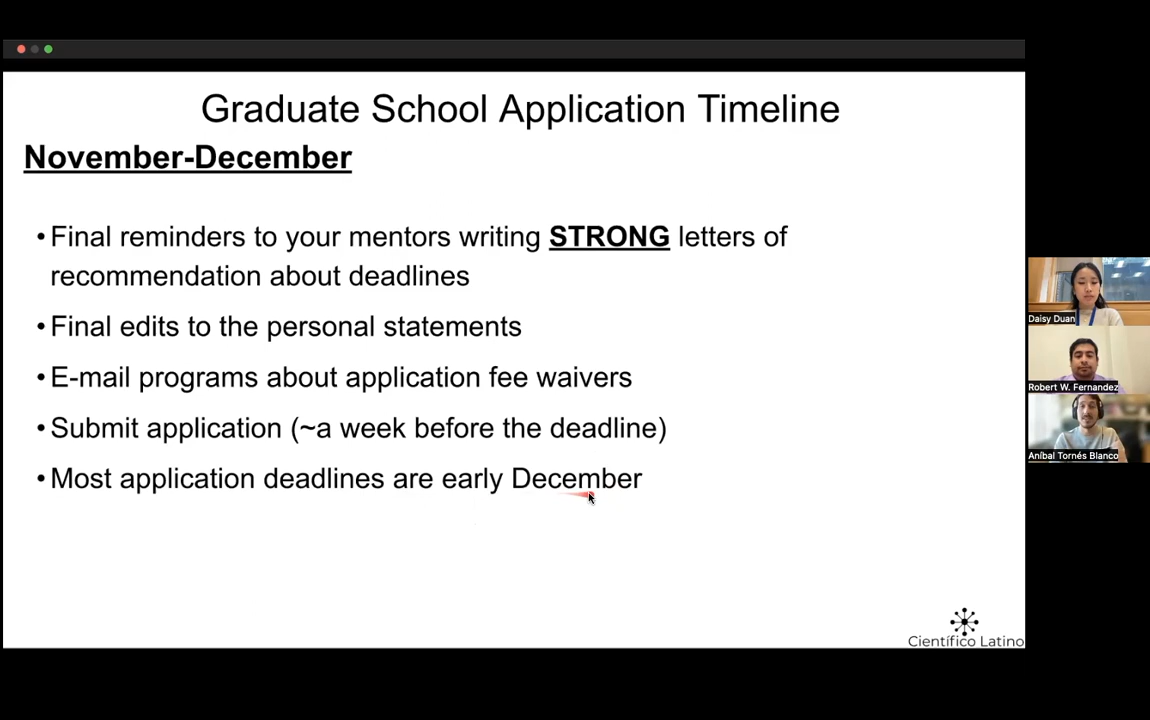 Graduate School Application Timeline
November-December
•Final reminders to your mentors writing STRONG letters of
recommendation about deadlines
•Final edits to the personal statements
•E-mail programs about application fee waivers
•Submit application (~a week before the deadline)
•Most application deadlines are early December
Científico Latino
Daisy Duan
Robert W. Fernandez
Aníbal Tornés Blanco